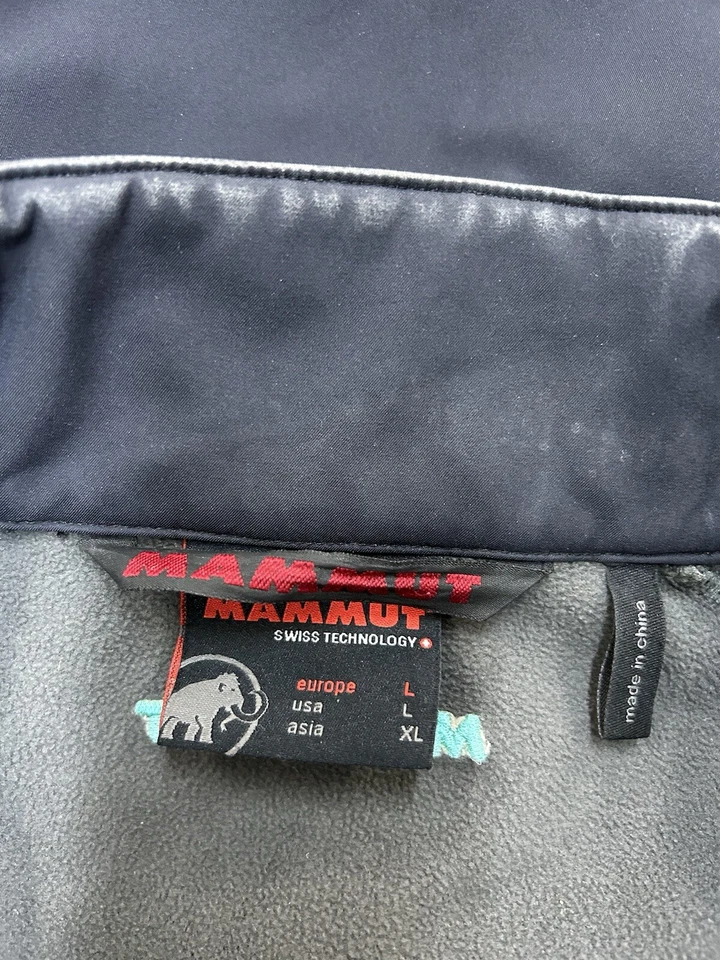 MAMMUT
MAMMUT
SWISS TECHNOLOGY
europe L
usa L
asia XL
made in china
M